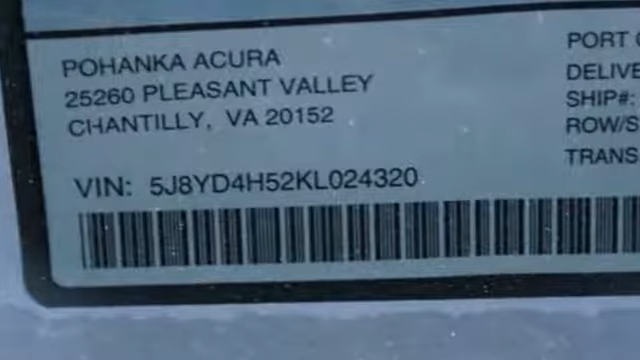 POHANKA ACURA
25260 PLEASANT VALLEY
CHANTILLY, VA 20152
VIN: 5J8YD4H52KL024320
PORT
DELIVE
SHIP#:
ROW/S
TRANS